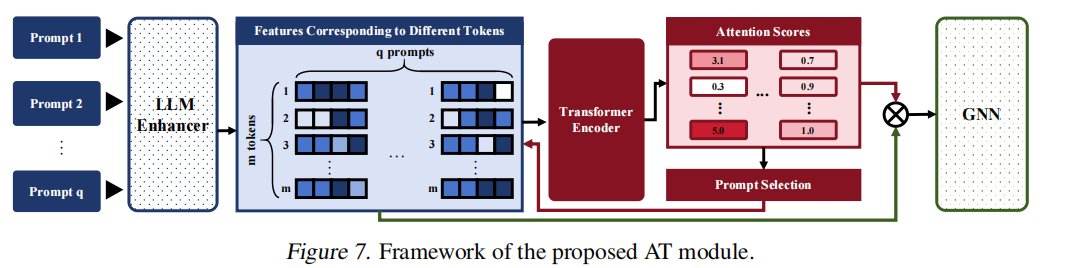 Prompt 1
Prompt 2
⋮
Prompt q
LLM
Enhancer
Features Corresponding to Different Tokens
q prompts
m tokens
1
2
3
⋮
m
...
1
2
3
⋮
m
Transformer
Encoder
Attention Scores
3.1 0.7
0.3 ... 0.9
⋮ ⋮
5.0 1.0
Prompt Selection
GNN
Figure 7. Framework of the proposed AT module.